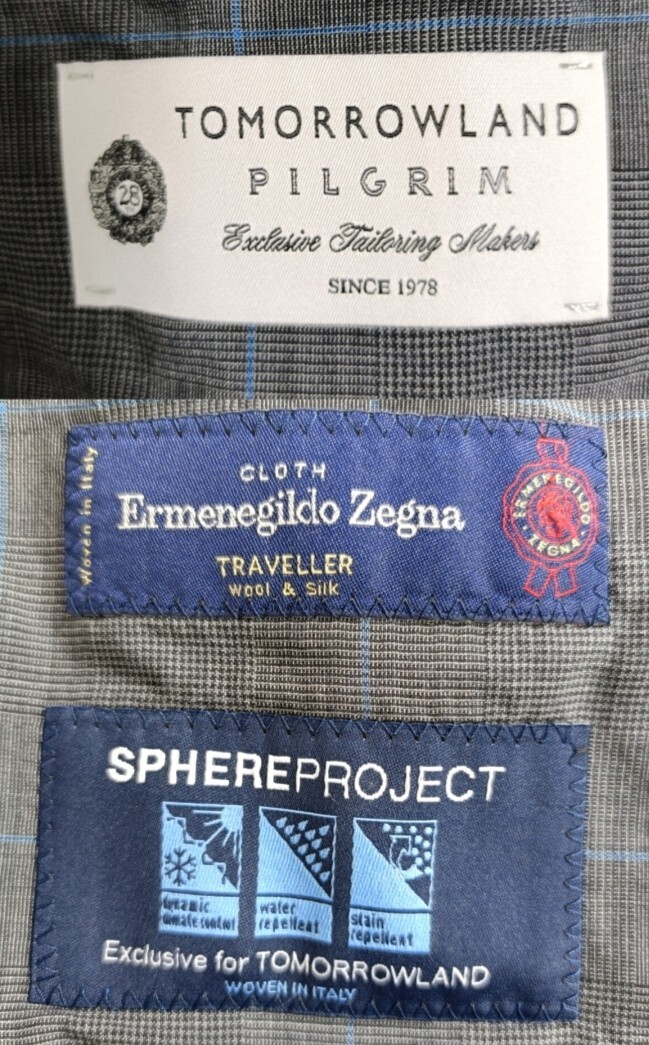 TOMORROWLAND
PILGRIM
28
Exclusive Tailoring Makers
SINCE 1978
Woven in Italy
CLOTH
Ermenegildo Zegna
TRAVELLER
Wool & Silk
ERMENEGILDO
ZEGNA
SPHEREPROJECT
dynamic
climate control
water
repellent
stain
repellent
Exclusive for TOMORROWLAND
WOVEN IN ITALY